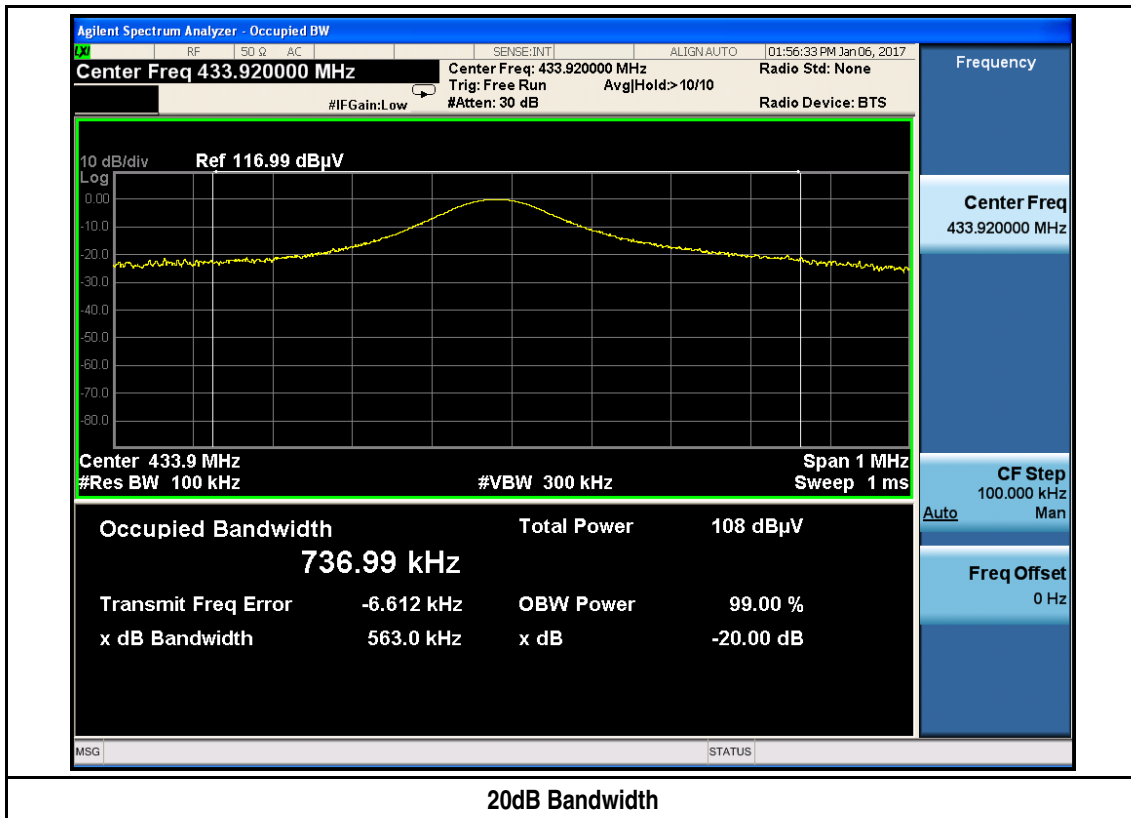 Agilent Spectrum Analyzer - Occupied BW
LXI RF 50 Ω AC SENSE:INT ALIGN AUTO 01:56:33 PM Jan 06, 2017
Center Freq 433.920000 MHz
Center Freq: 433.920000 MHz
Radio Std: None
Trig: Free Run Avg|Hold:> 10/10
#IFGain:Low
#Atten: 30 dB
Radio Device: BTS
10 dB/div Ref 116.99 dBµV
Log
0.00
-10.0
-20.0
-30.0
-40.0
-50.0
-60.0
-70.0
-80.0
Center 433.9 MHz Span 1 MHz
#Res BW 100 kHz #VBW 300 kHz Sweep 1 ms
Occupied Bandwidth Total Power 108 dBµV
736.99 kHz
Transmit Freq Error -6.612 kHz OBW Power 99.00 %
x dB Bandwidth 563.0 kHz x dB -20.00 dB
MSG STATUS
Frequency
Center Freq
433.920000 MHz
CF Step
100.000 kHz
Auto Man
Freq Offset
0 Hz
20dB Bandwidth